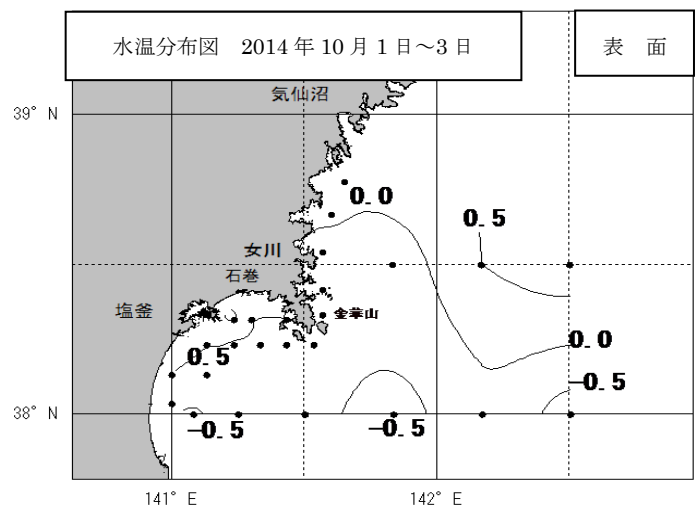 水温分布図 2014年10月1日～3日
表 面
気仙沼
39° N
0.0
0.5
女川
石巻
塩釜
金華山
0.0
0.5
-0.5
38° N
-0.5
-0.5
141° E
142° E